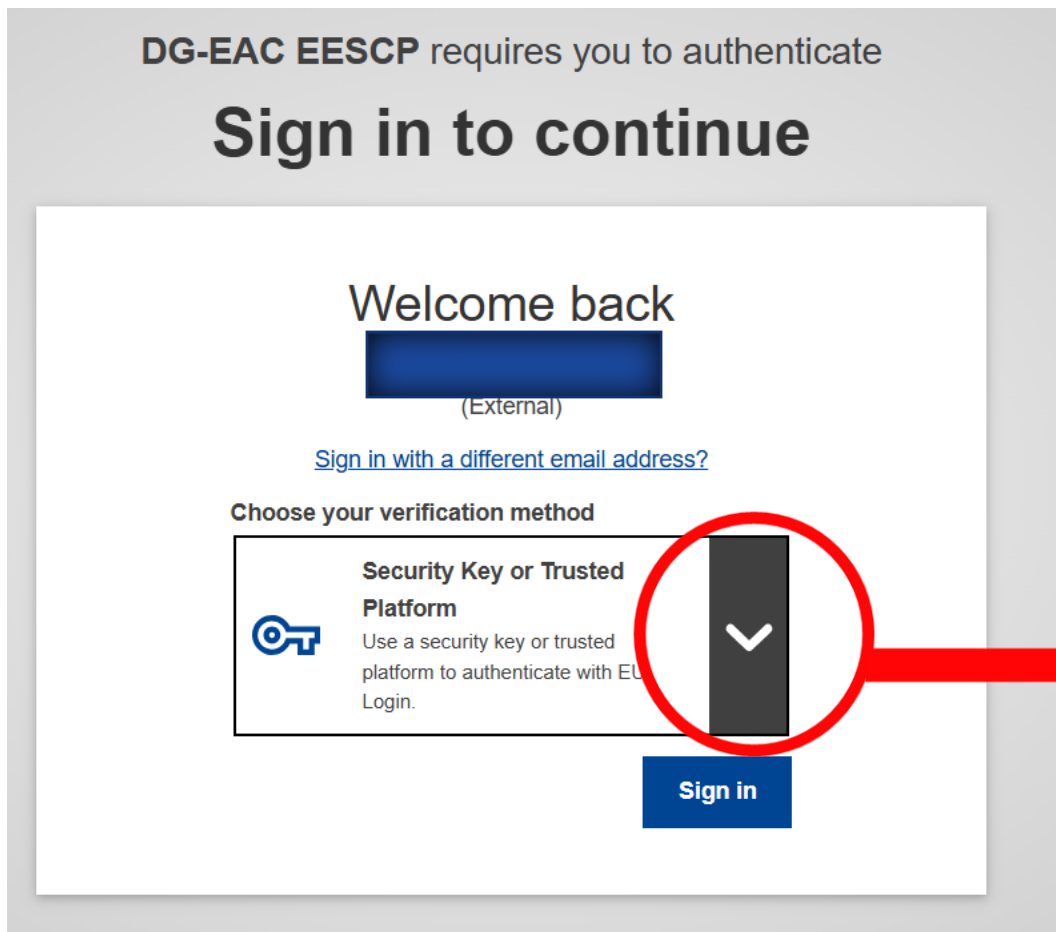 DG-EAC EESCP requires you to authenticate
Sign in to continue
Welcome back
(External)
Sign in with a different email address?
Choose your verification method
Security Key or Trusted
Platform
Use a security key or trusted
platform to authenticate with EU
Login.
Sign in